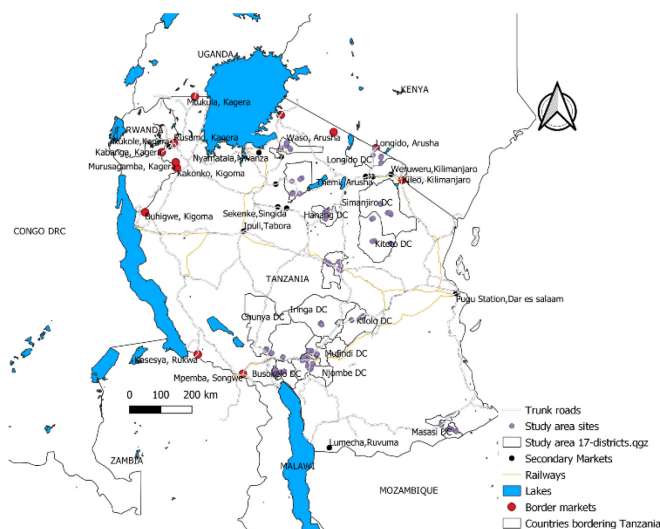 UGANDA
KENYA
Mtukula, Kagera
RWANDA
Rusumo, Kagera
Kabanga, Kagera
Murusagamba, Kagera
Kakonko, Kigoma
Nyamatala, Mwanza
Waso, Arusha
Longido, Arusha
Longido DC
Weruweru,Kilimanjaro
Themi, Arusha
Kileo, Kilimanjaro
Simanjiro DC
Buhigwe, Kigoma
Sekenke,Singida
Hanang DC
Ipuli,Tabora
Kiteto DC
CONGO DRC
TANZANIA
Pugu Station,Dar es salaam
Chunya DC
Iringa DC
Kilolo DC
Kasesya, Rukwa
Mufindi DC
Mpemba, Songwe
Busokelo DC
Njombe DC
0 100 200 km
Masasi DC
Lumecha,Ruvuma
ZAMBIA
MALAWI
MOZAMBIQUE
Trunk roads
Study area sites
Study area 17-districts.qgz
Secondary Markets
Railways
Lakes
Border markets
Countries bordering Tanzania